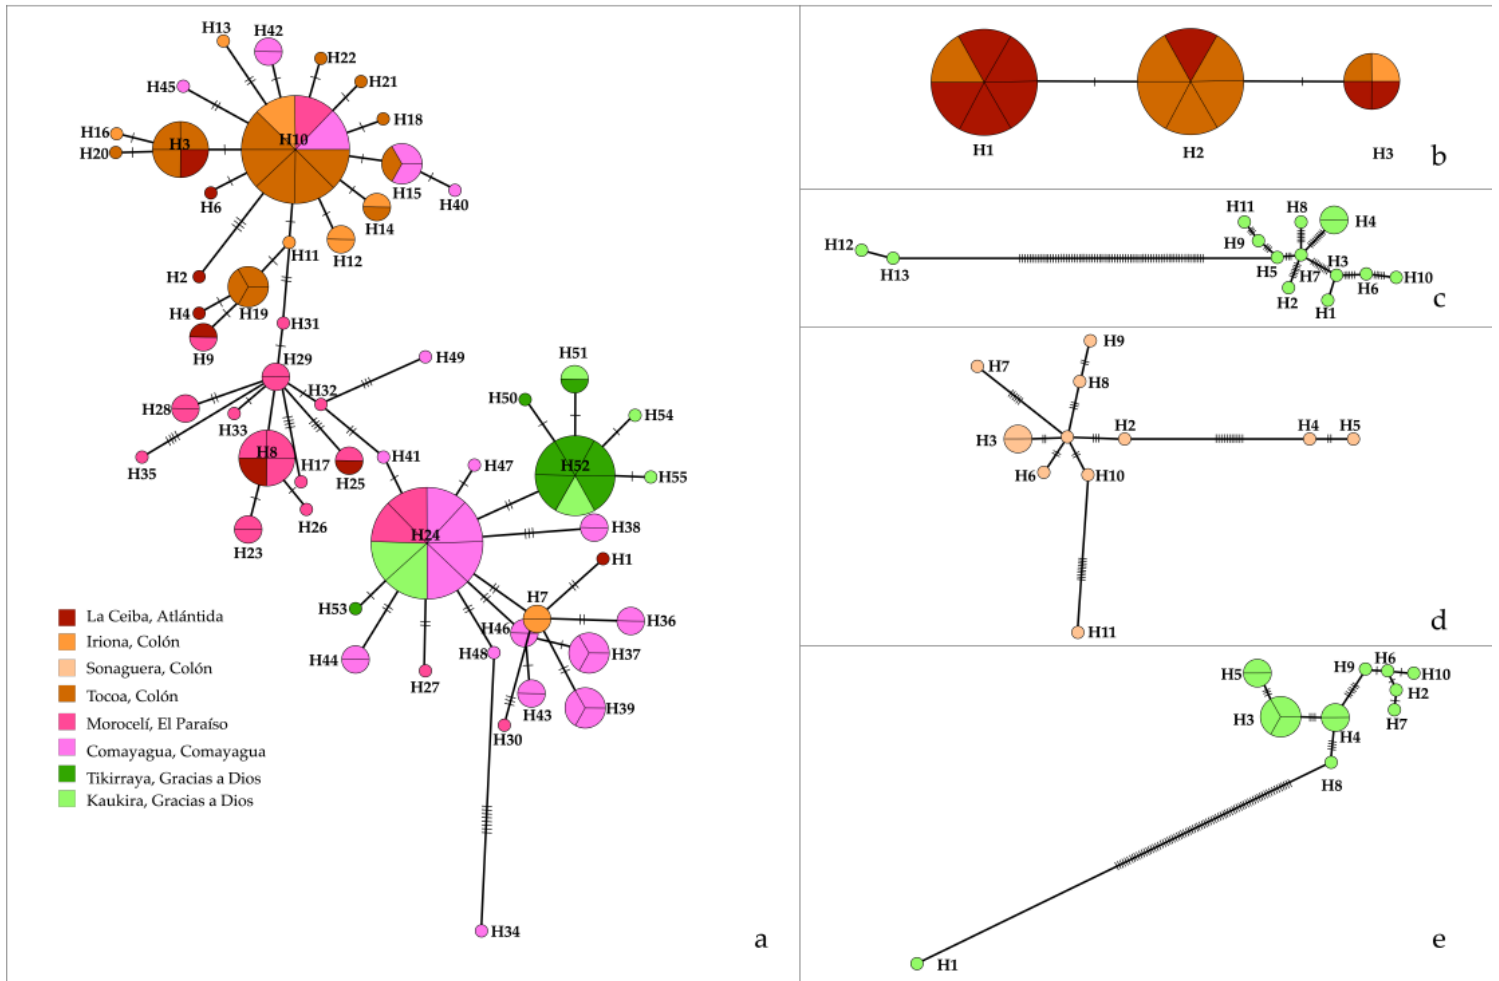 H13
H42
H22
H45
H21
H16
H3
H10
H18
H20
H15
H6
H40
H14
H11
H12
H2
H4
H19
H9
H31
H29
H49
H51
H28
H32
H50
H33
H54
H8
H17
H41
H47
H52
H35
H25
H55
H26
H23
H24
H38
H1
H53
H7
H36
H46
H44
H48
H37
H27
H43
H39
H30
H34
La Ceiba, Atlántida
Iriona, Colón
Sonaguera, Colón
Tocoa, Colón
Morocelí, El Paraíso
Comayagua, Comayagua
Tikirraya, Gracias a Dios
Kaukira, Gracias a Dios
a
H1
H2
H3
b
H11
H8
H4
H12
H9
H13
H5
H7
H3
H6
H10
H2
H1
c
H9
H7
H8
H3
H2
H4
H5
H6
H10
H11
d
H5
H9
H6
H10
H3
H2
H4
H7
H8
H1
e